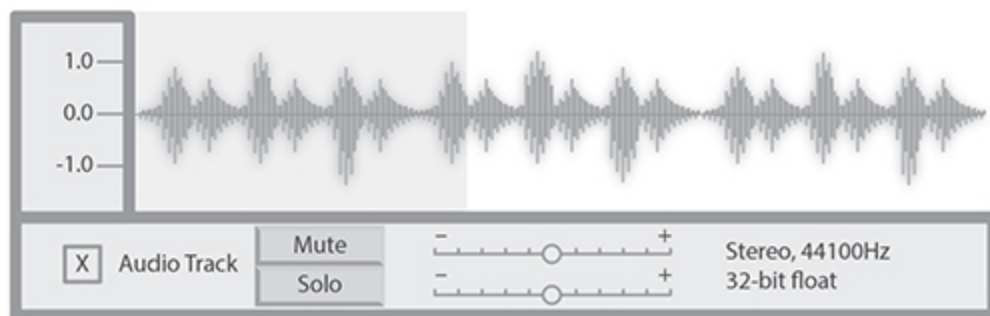 1.0
0.0
-1.0
X Audio Track
Mute
Solo
− +
− +
Stereo, 44100Hz
32-bit float